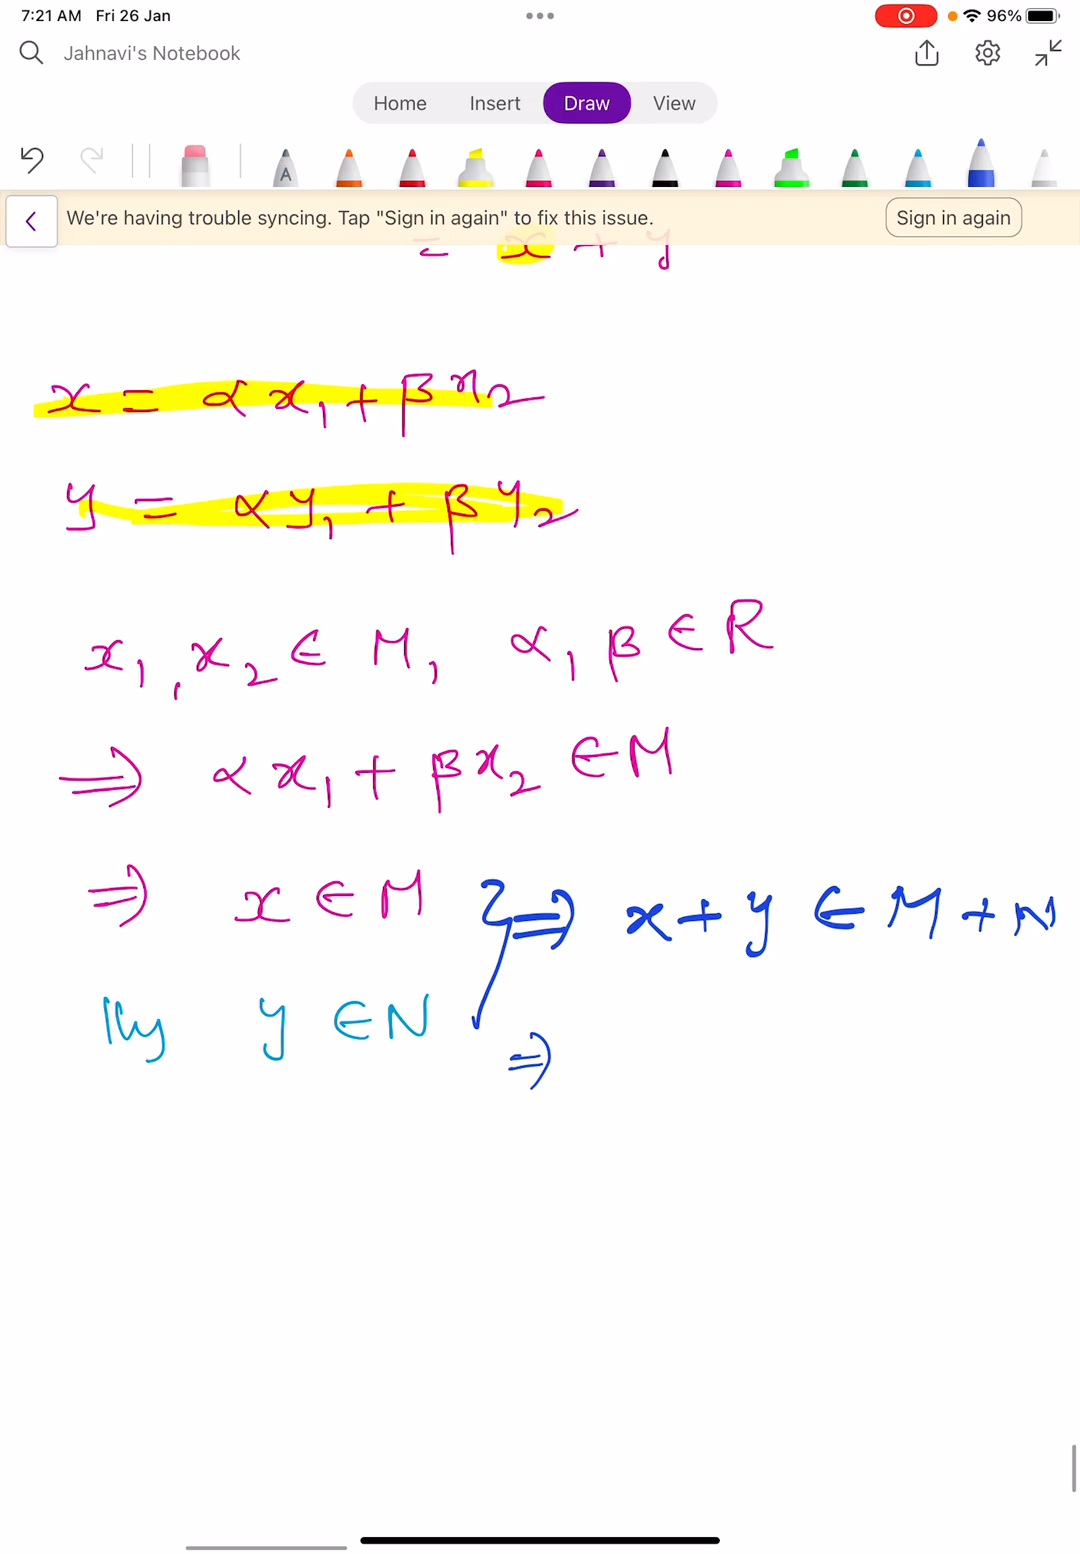 7:21 AM Fri 26 Jan 96%
Jahnavi's Notebook
Home Insert Draw View
A
We're having trouble syncing. Tap "Sign in again" to fix this issue. Sign in again
= x + y
x = αx₁ + βx₂
y = αy₁ + βy₂
x₁, x₂ ∈ M, α, β ∈ R
⇒ αx₁ + βx₂ ∈ M
⇒ x ∈ M } ⇒ x + y ∈ M + N
llly y ∈ N
⇒